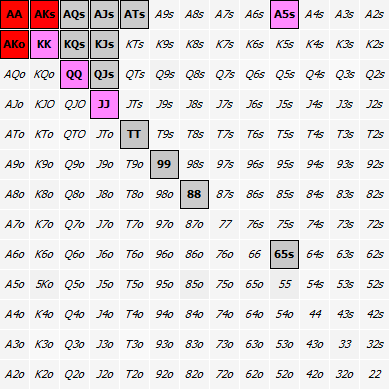 AA AKs AQs AJs ATs A9s A8s A7s A6s A5s A4s A3s A2s
AKo KK KQs KJs KTs K9s K8s K7s K6s K5s K4s K3s K2s
AQo KQo QQ QJs QTs Q9s Q8s Q7s Q6s Q5s Q4s Q3s Q2s
AJo KJO QJO JJ JTs J9s J8s J7s J6s J5s J4s J3s J2s
ATo KTo QTO JTo TT T9s T8s T7s T6s T5s T4s T3s T2s
A9o K9o Q9o J9o T9o 99 98s 97s 96s 95s 94s 93s 92s
A8o K8o Q8o J8o T8o 98o 88 87s 86s 85s 84s 83s 82s
A7o K7o Q7o J7o T7o 97o 87o 77 76s 75s 74s 73s 72s
A6o K6o Q6o J6o T6o 96o 86o 76o 66 65s 64s 63s 62s
A5o 5Ko Q5o J5o T5o 95o 85o 75o 65o 55 54s 53s 52s
A4o K4o Q4o J4o T4o 94o 84o 74o 64o 54o 44 43s 42s
A3o K3o Q3o J3o T3o 93o 83o 73o 63o 53o 43o 33 32s
A2o K2o Q2o J2o T2o 92o 82o 72o 62o 52o 42o 32o 22